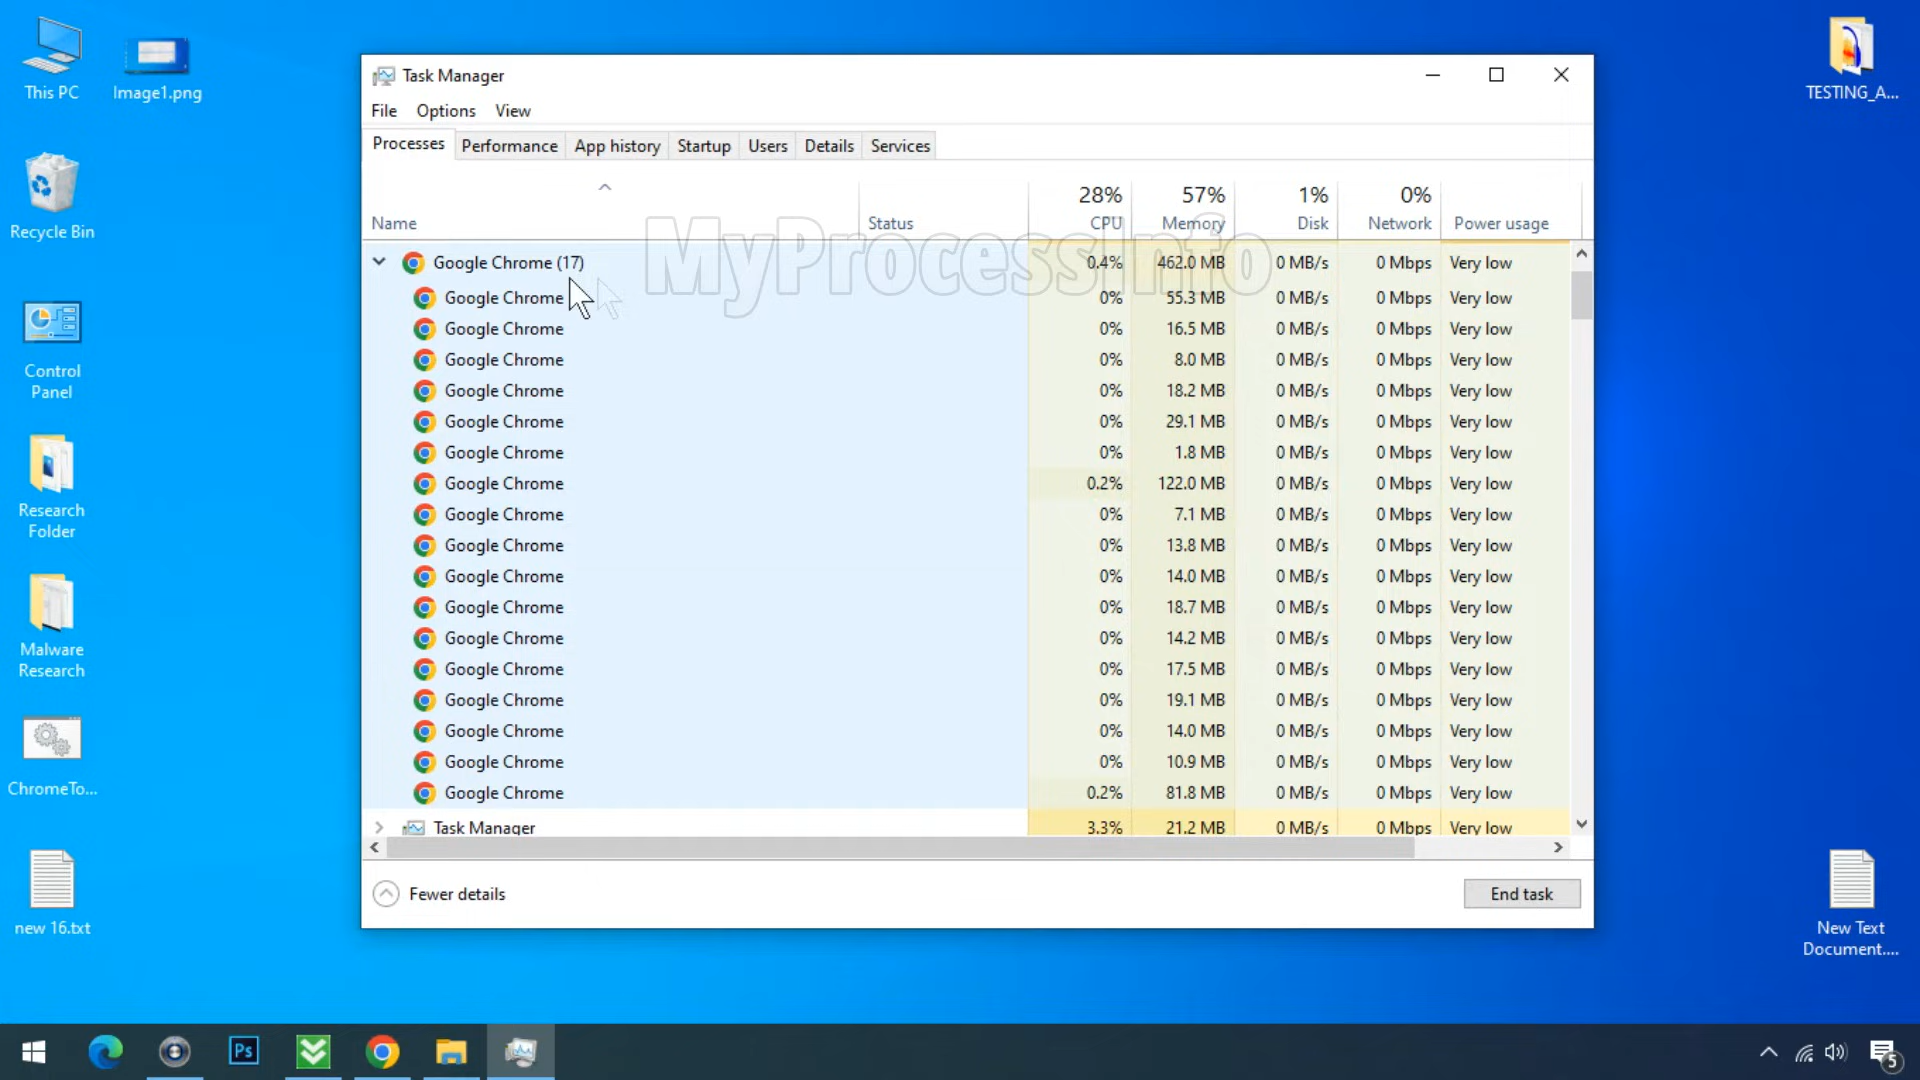 This PC
Image1.png
Recycle Bin
Control
Panel
Research
Folder
Malware
Research
ChromeTo...
new 16.txt
TESTING_A...
New Text
Document....
Task Manager
File Options View
Processes Performance App history Startup Users Details Services
28% 57% 1% 0%
Name Status CPU Memory Disk Network Power usage
MyProcessInfo
Google Chrome (17) 0.4% 462.0 MB 0 MB/s 0 Mbps Very low
Google Chrome 0% 55.3 MB 0 MB/s 0 Mbps Very low
Google Chrome 0% 16.5 MB 0 MB/s 0 Mbps Very low
Google Chrome 0% 8.0 MB 0 MB/s 0 Mbps Very low
Google Chrome 0% 18.2 MB 0 MB/s 0 Mbps Very low
Google Chrome 0% 29.1 MB 0 MB/s 0 Mbps Very low
Google Chrome 0% 1.8 MB 0 MB/s 0 Mbps Very low
Google Chrome 0.2% 122.0 MB 0 MB/s 0 Mbps Very low
Google Chrome 0% 7.1 MB 0 MB/s 0 Mbps Very low
Google Chrome 0% 13.8 MB 0 MB/s 0 Mbps Very low
Google Chrome 0% 14.0 MB 0 MB/s 0 Mbps Very low
Google Chrome 0% 18.7 MB 0 MB/s 0 Mbps Very low
Google Chrome 0% 14.2 MB 0 MB/s 0 Mbps Very low
Google Chrome 0% 17.5 MB 0 MB/s 0 Mbps Very low
Google Chrome 0% 19.1 MB 0 MB/s 0 Mbps Very low
Google Chrome 0% 14.0 MB 0 MB/s 0 Mbps Very low
Google Chrome 0% 10.9 MB 0 MB/s 0 Mbps Very low
Google Chrome 0.2% 81.8 MB 0 MB/s 0 Mbps Very low
Task Manager 3.3% 21.2 MB 0 MB/s 0 Mbps Very low
Fewer details End task
Ps
5